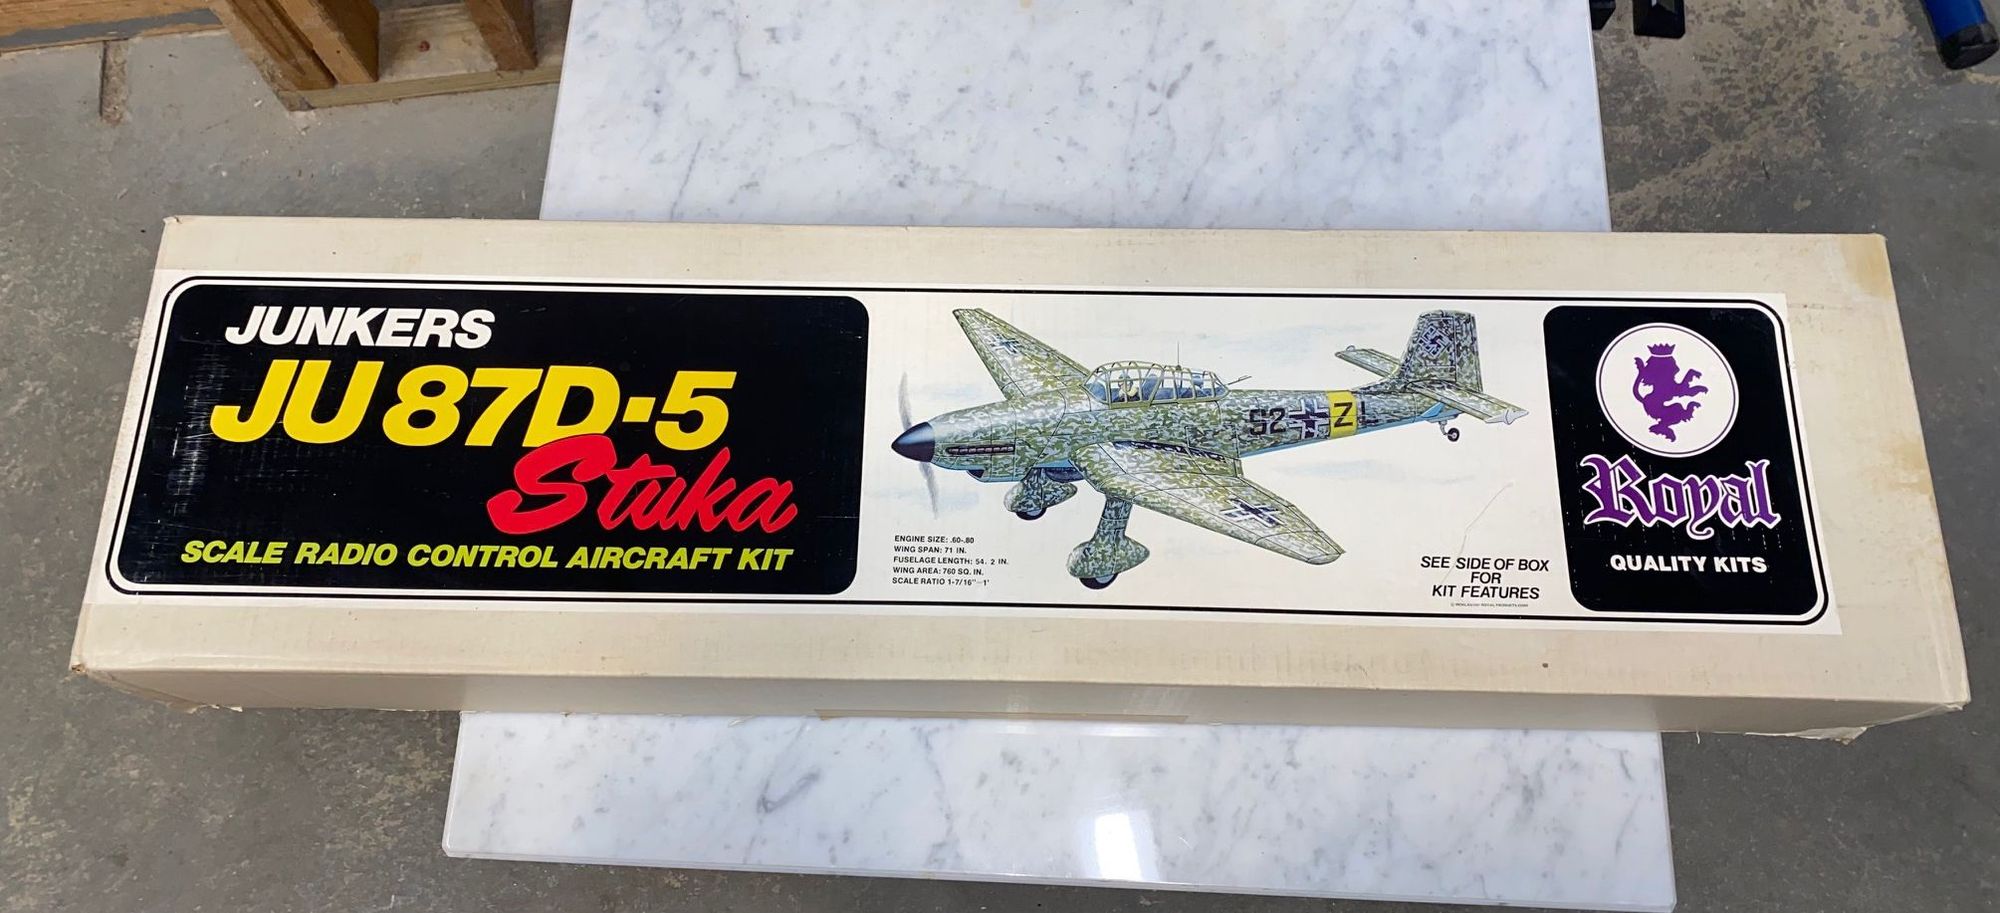 JUNKERS
JU 87D-5
Stuka
SCALE RADIO CONTROL AIRCRAFT KIT
S2 Z L
ENGINE SIZE: .60-.80
WING SPAN: 71 IN.
FUSELAGE LENGTH: 54. 2 IN.
WING AREA: 760 SQ. IN.
SCALE RATIO 1-7/16"-1'
SEE SIDE OF BOX
FOR
KIT FEATURES
Royal
QUALITY KITS